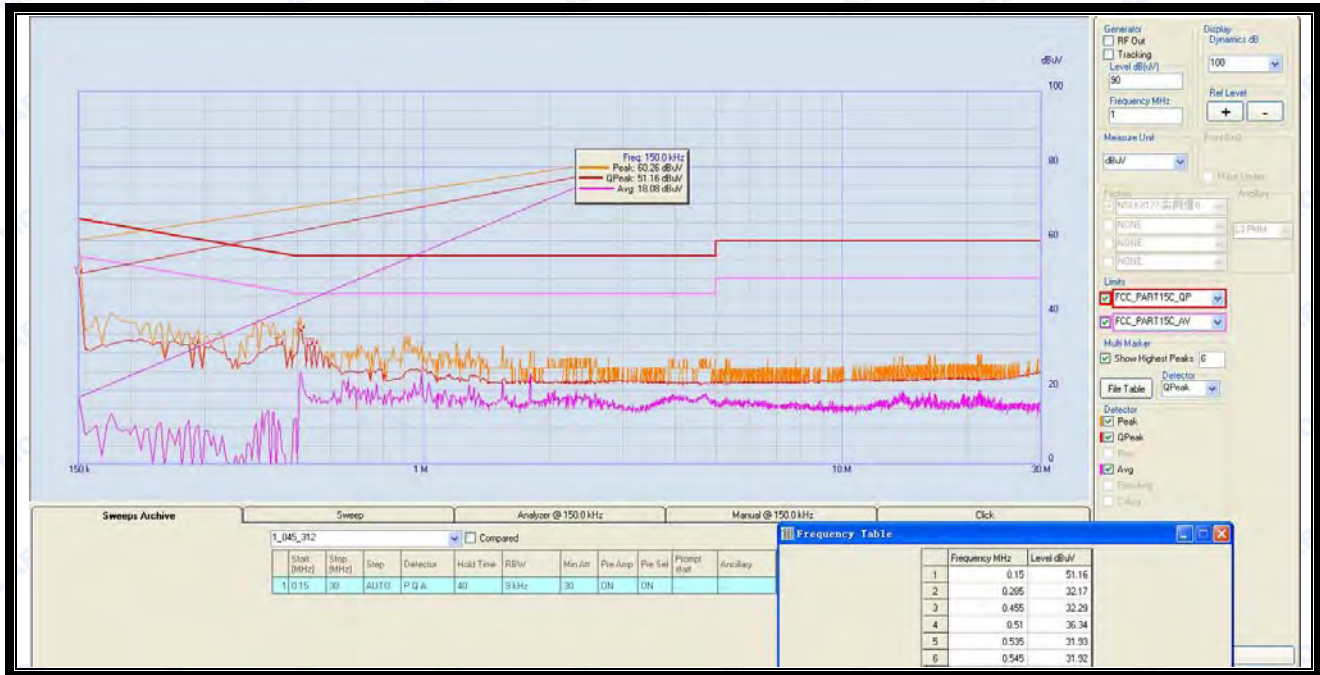 dBuV
100
80
60
40
20
0
150 k
1 M
10 M
30 M
Freq: 150.0 kHz
Peak: 60.26 dBuV
QPeak: 51.16 dBuV
Avg: 18.08 dBuV
Generator
RF Out
Tracking
Level dB(uV)
90
Frequency MHz
1
Display
Dynamics dB
100
Ref Level
+ -
Measure Unit
dBuV
NONE
NONE
NONE
Limits
FCC_PART15C_QP
FCC_PART15C_AV
Multi Marker
Show Highest Peaks 6
Detector
File Table QPeak
Detector
Peak
QPeak
Avg
Sweeps Archive Sweep Analyzer @ 150.0 kHz Manual @ 150.0 kHz Click
1_045_312 Compared
Start [MHz] Stop [MHz] Step Detector Hold Time RBW Min Att Pre Amp Pre Sel Prompt start Ancillary
1 0.15 30 AUTO P Q A 40 9 kHz 30 ON ON
Frequency Table
Frequency MHz Level dBuV
1 0.15 51.16
2 0.285 32.17
3 0.455 32.29
4 0.51 36.34
5 0.535 31.93
6 0.545 31.92